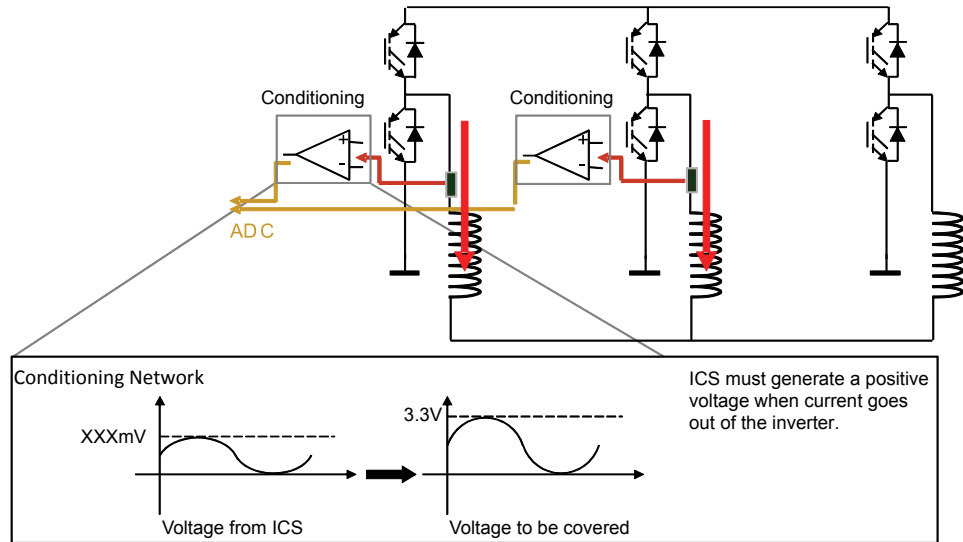 Conditioning
Conditioning
+
-
+
-
ADC
Conditioning Network
ICS must generate a positive
voltage when current goes
out of the inverter.
XXXmV
3.3V
Voltage from ICS
Voltage to be covered